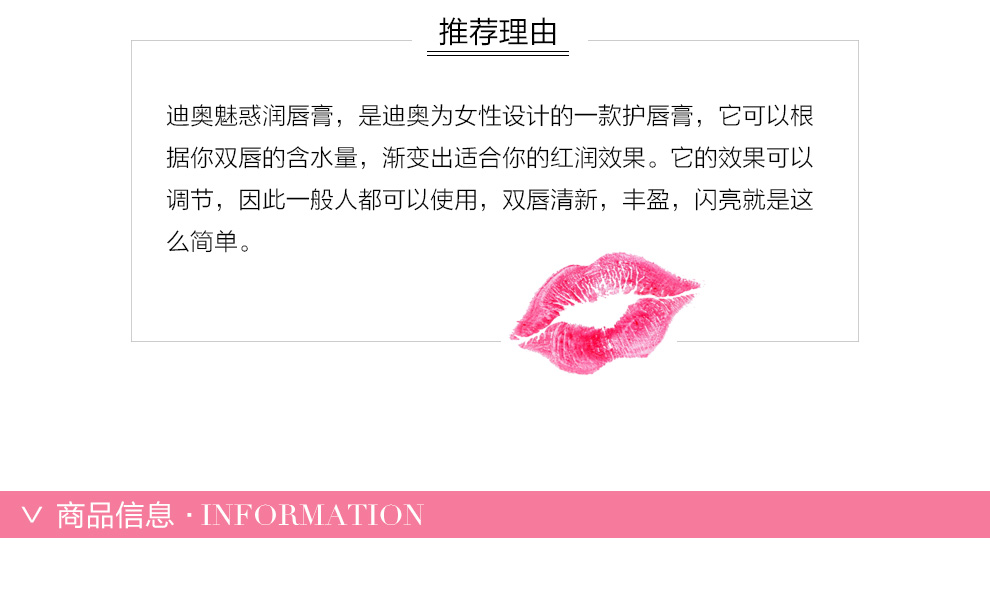 推荐理由
迪奥魅惑润唇膏，是迪奥为女性设计的一款护唇膏，它可以根
据你双唇的含水量，渐变出适合你的红润效果。它的效果可以
调节，因此一般人都可以使用，双唇清新，丰盈，闪亮就是这
么简单。
商品信息 · INFORMATION